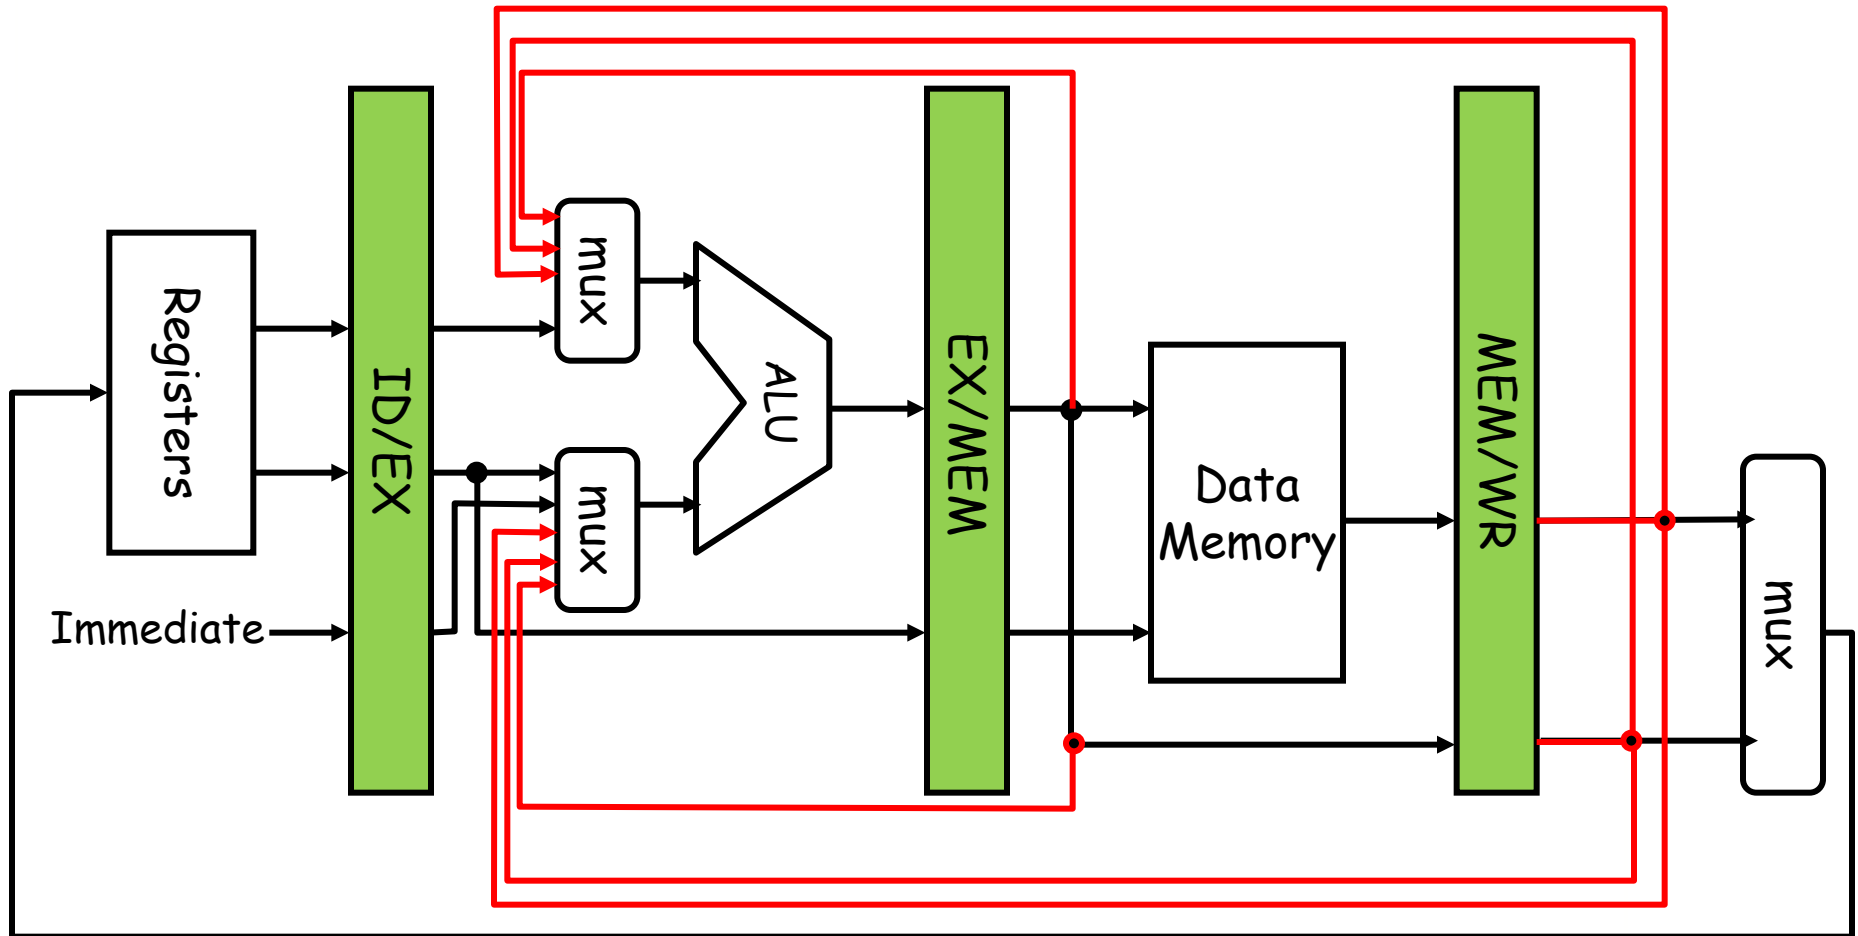 Registers
Immediate
ID/EX
mux
mux
ALU
EX/MEM
Data
Memory
MEM/WR
mux